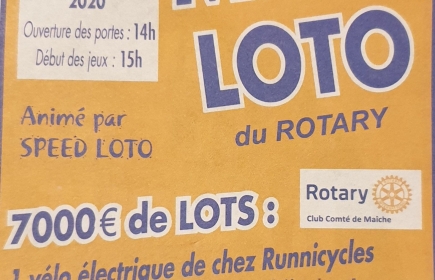 2020
Ouverture des portes : 14h
Début des jeux : 15h
LOTO
du ROTARY
Animé par
SPEED LOTO
Rotary
Club Comté de Maîche
7000€ de LOTS :
1 vélo électrique de chez Runnicycles